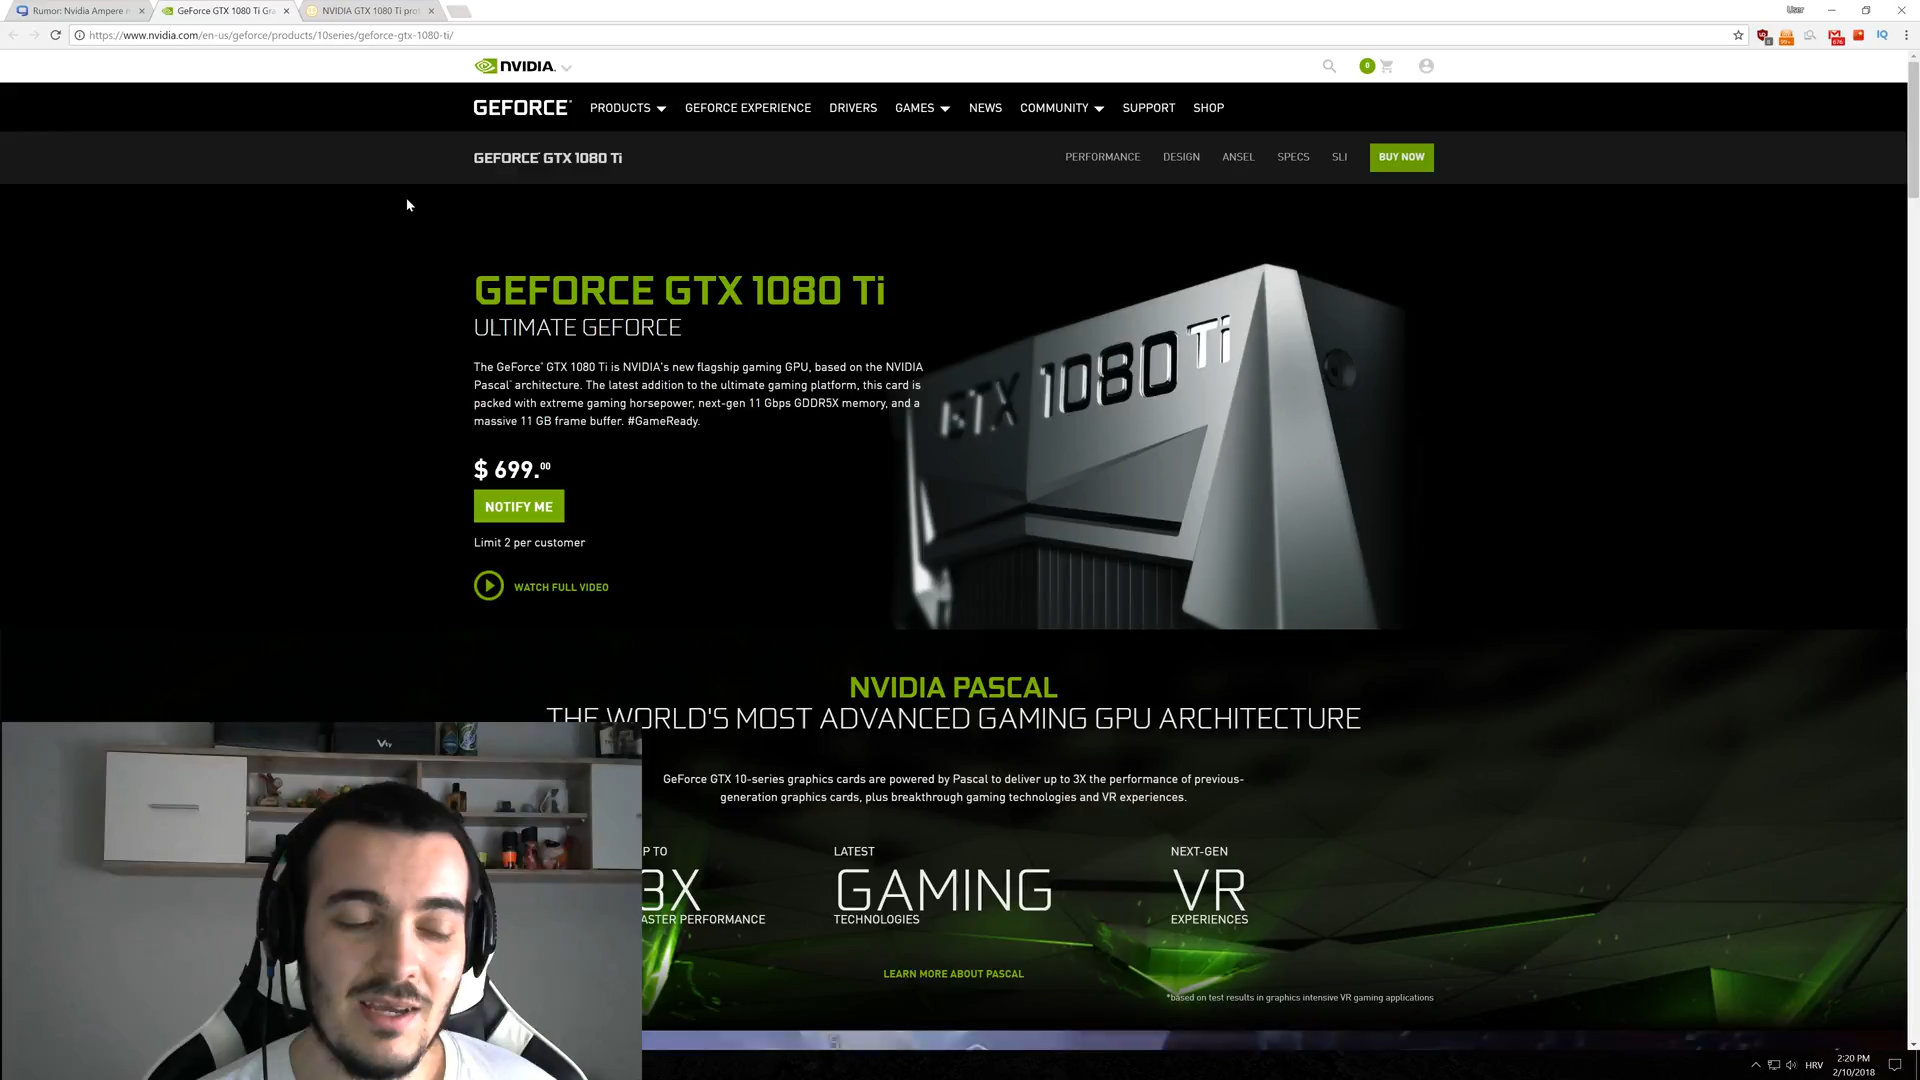 Rumor: Nvidia Ampere
GeForce GTX 1080 Ti Gra
NVIDIA GTX 1080 Ti pro
User
https://www.nvidia.com/en-us/geforce/products/10series/geforce-gtx-1080-ti/
NVIDIA.
0
GEFORCE
PRODUCTS
GEFORCE EXPERIENCE
DRIVERS
GAMES
NEWS
COMMUNITY
SUPPORT
SHOP
GEFORCE GTX 1080 Ti
PERFORMANCE
DESIGN
ANSEL
SPECS
SLI
BUY NOW
GEFORCE GTX 1080 Ti
ULTIMATE GEFORCE
The GeForce® GTX 1080 Ti is NVIDIA's new flagship gaming GPU, based on the NVIDIA
Pascal™ architecture. The latest addition to the ultimate gaming platform, this card is
packed with extreme gaming horsepower, next-gen 11 Gbps GDDR5X memory, and a
massive 11 GB frame buffer. #GameReady.
$ 699.00
NOTIFY ME
Limit 2 per customer
WATCH FULL VIDEO
GTX 1080 Ti
NVIDIA PASCAL
THE WORLD'S MOST ADVANCED GAMING GPU ARCHITECTURE
GeForce GTX 10-series graphics cards are powered by Pascal to deliver up to 3X the performance of previous-
generation graphics cards, plus breakthrough gaming technologies and VR experiences.
P TO
3X
ASTER PERFORMANCE
LATEST
GAMING
TECHNOLOGIES
NEXT-GEN
VR
EXPERIENCES
LEARN MORE ABOUT PASCAL
*based on test results in graphics intensive VR gaming applications
HRV
2:20 PM
2/10/2018